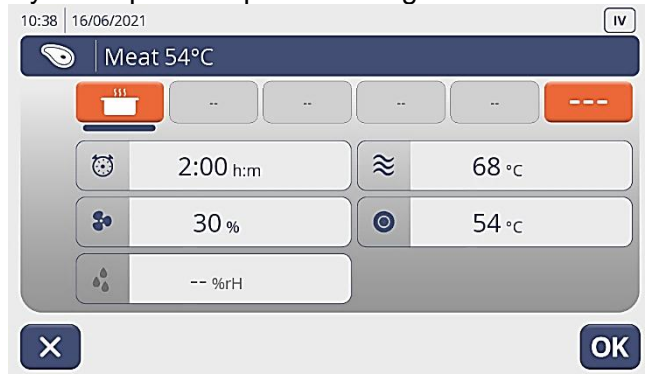 10:38 16/06/2021 IV
Meat 54°C
-- -- -- -- ---
2:00 h:m 68 °C
30 % 54 °C
-- %rH
OK